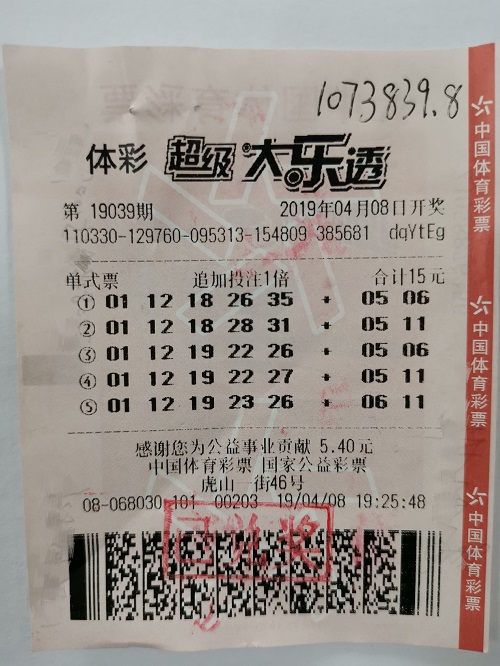 1073839.8
体彩 超级大乐透
第 19039期 2019年04月08日开奖
110330-129760-095313-154809 385681 dqYtEg
单式票 追加投注1倍 合计15元
① 01 12 18 26 35 + 05 06
② 01 12 18 28 31 + 05 11
③ 01 12 19 22 26 + 05 06
④ 01 12 19 22 27 + 05 11
⑤ 01 12 19 23 26 + 06 11
感谢您为公益事业贡献 5.40元
中国体育彩票 国家公益彩票
虎山一街46号
08-068030-101 00203 19/04/08 19:25:48
已兑奖
中国体育彩票
中国体育彩票
中国体育彩票